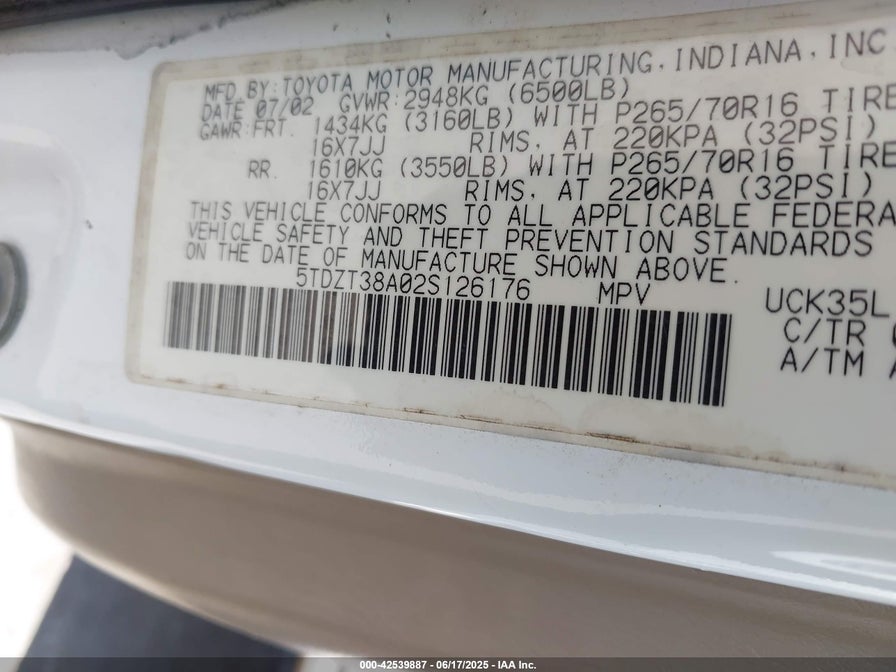 MFD. BY: TOYOTA MOTOR MANUFACTURING, INDIANA, INC
DATE 07/02 GVWR: 2948KG (6500LB)
GAWR: FRT. 1434KG (3160LB) WITH P265/70R16 TIRE
16X7JJ RIMS, AT 220KPA (32PSI)
RR. 1610KG (3550LB) WITH P265/70R16 TIRE
16X7JJ RIMS, AT 220KPA (32PSI)
THIS VEHICLE CONFORMS TO ALL APPLICABLE FEDERA
VEHICLE SAFETY AND THEFT PREVENTION STANDARDS
ON THE DATE OF MANUFACTURE SHOWN ABOVE.
5TDZT38A02S126176 MPV UCK35L
C/TR
A/TM
000-42539887 - 06/17/2025 - IAA Inc.